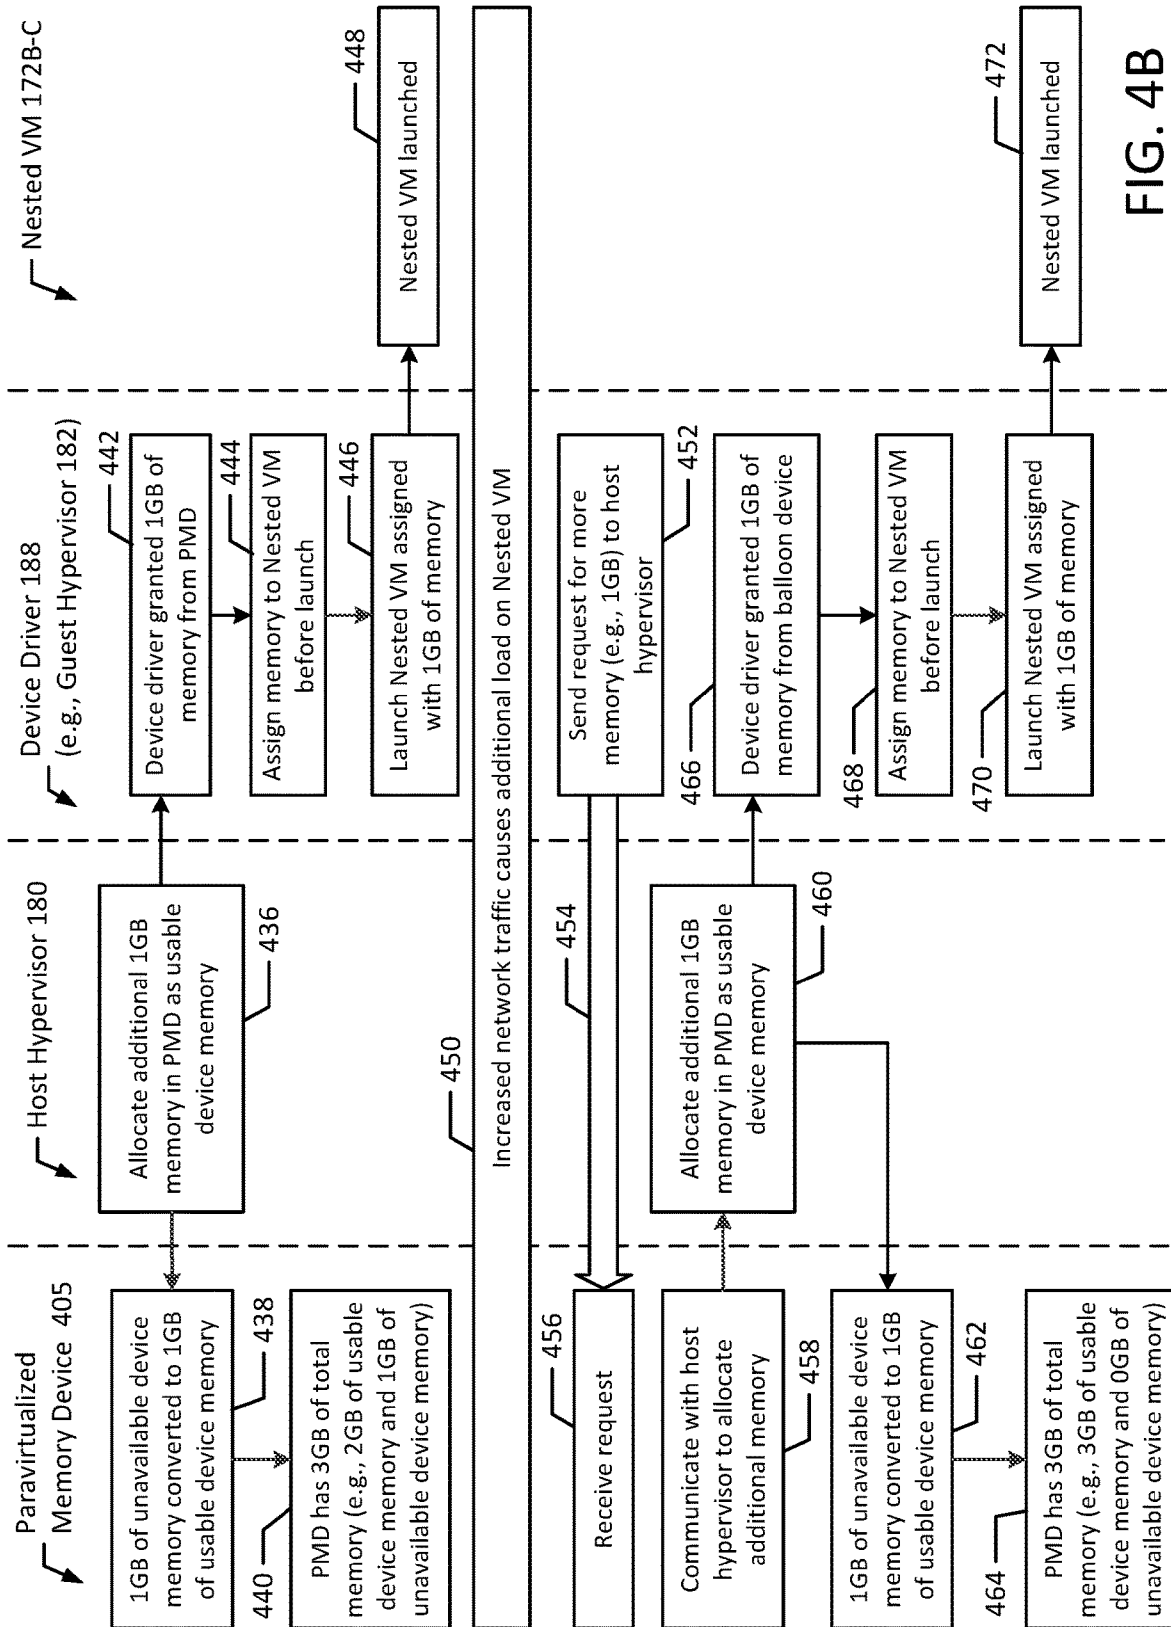 Paravirtualized
Memory Device 405
Host Hypervisor 180
Device Driver 188
(e.g., Guest Hypervisor 182)
Nested VM 172B-C
Allocate additional 1GB
memory in PMD as usable
device memory
436
1GB of unavailable device
memory converted to 1GB
of usable device memory
438
PMD has 3GB of total
memory (e.g., 2GB of usable
device memory and 1GB of
unavailable device memory)
440
Device driver granted 1GB of
memory from PMD
442
Assign memory to Nested VM
before launch
444
Launch Nested VM assigned
with 1GB of memory
446
Nested VM launched
448
450
Increased network traffic causes additional load on Nested VM
Send request for more
memory (e.g., 1GB) to host
hypervisor
452
454
Receive request
456
Communicate with host
hypervisor to allocate
additional memory
458
Allocate additional 1GB
memory in PMD as usable
device memory
460
1GB of unavailable device
memory converted to 1GB
of usable device memory
462
PMD has 3GB of total
memory (e.g., 3GB of usable
device memory and 0GB of
unavailable device memory)
464
Device driver granted 1GB of
memory from balloon device
466
Assign memory to Nested VM
before launch
468
Launch Nested VM assigned
with 1GB of memory
470
Nested VM launched
472
FIG. 4B